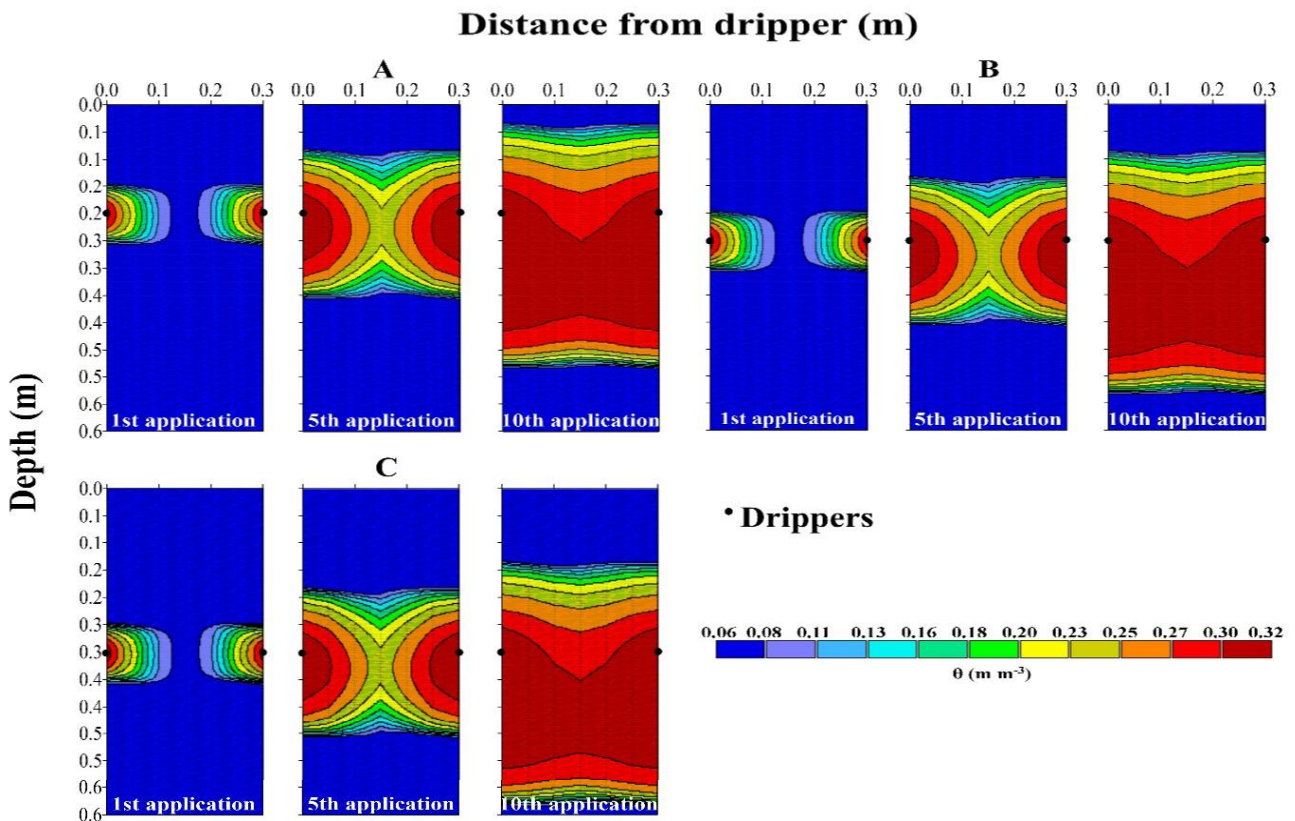 Distance from dripper (m)
A
B
0.0 0.1 0.2 0.3 0.0 0.1 0.2 0.3 0.0 0.1 0.2 0.3 0.0 0.1 0.2 0.3 0.0 0.1 0.2 0.3 0.0 0.1 0.2 0.3
0.0
0.1
0.1
0.2
0.2
0.3
0.3
0.4
0.4
0.5
0.5
0.6
0.6
1st application 5th application 10th application 1st application 5th application 10th application
Depth (m)
C
0.0
0.1
0.1
0.2
0.2
0.3
0.3
0.4
0.4
0.5
0.5
0.6
0.6
1st application 5th application 10th application
Drippers
0.06 0.08 0.11 0.13 0.16 0.18 0.20 0.23 0.25 0.27 0.30 0.32
θ (m m⁻³)